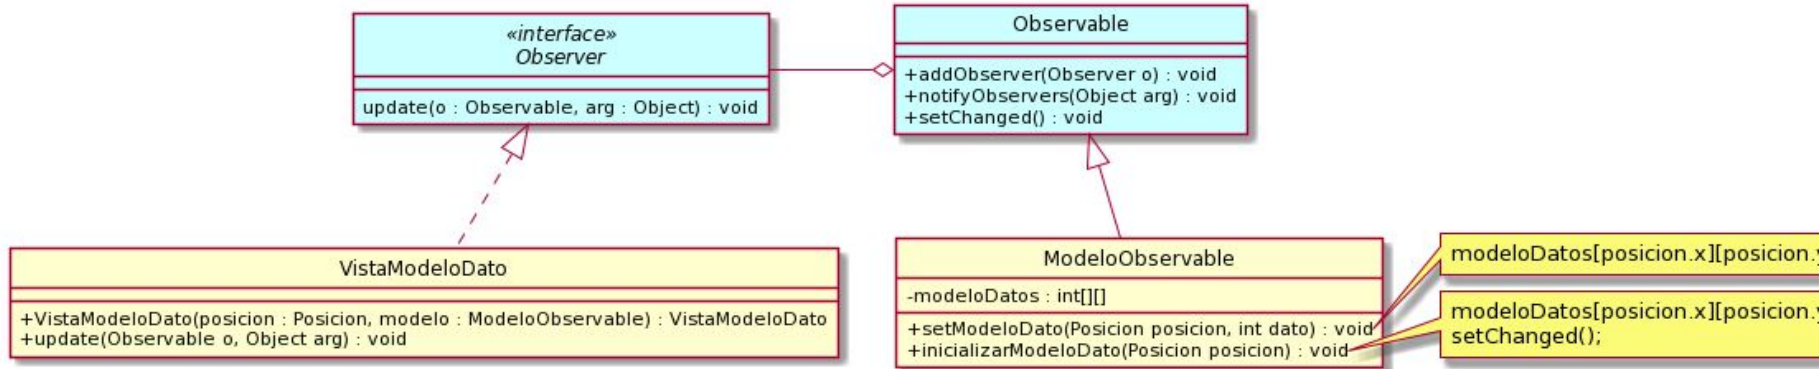 «interface»
Observer
update(o : Observable, arg : Object) : void
Observable
+addObserver(Observer o) : void
+notifyObservers(Object arg) : void
+setChanged() : void
VistaModeloDato
+VistaModeloDato(posicion : Posicion, modelo : ModeloObservable) : VistaModeloDato
+update(Observable o, Object arg) : void
ModeloObservable
-modeloDatos : int[][]
+setModeloDato(Posicion posicion, int dato) : void
+inicializarModeloDato(Posicion posicion) : void
modeloDatos[posicion.x][posicion.y
modeloDatos[posicion.x][posicion.y
setChanged();